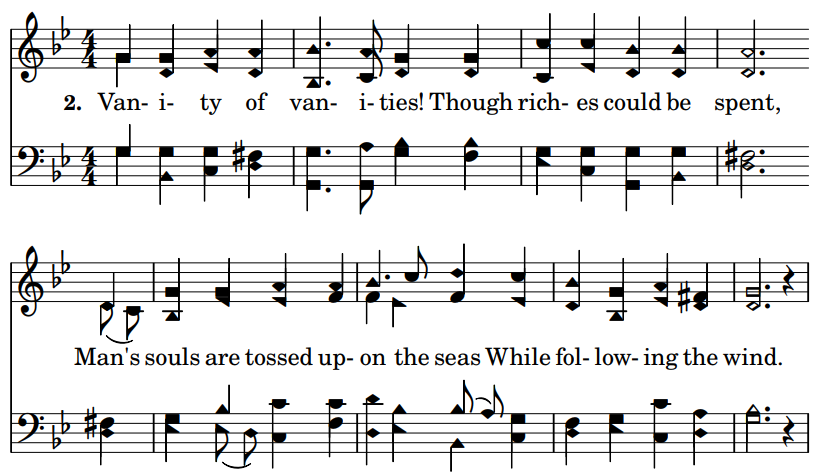 2. Van- i- ty of van- i- ties! Though rich- es could be spent,
Man's souls are tossed up- on the seas While fol- low- ing the wind.